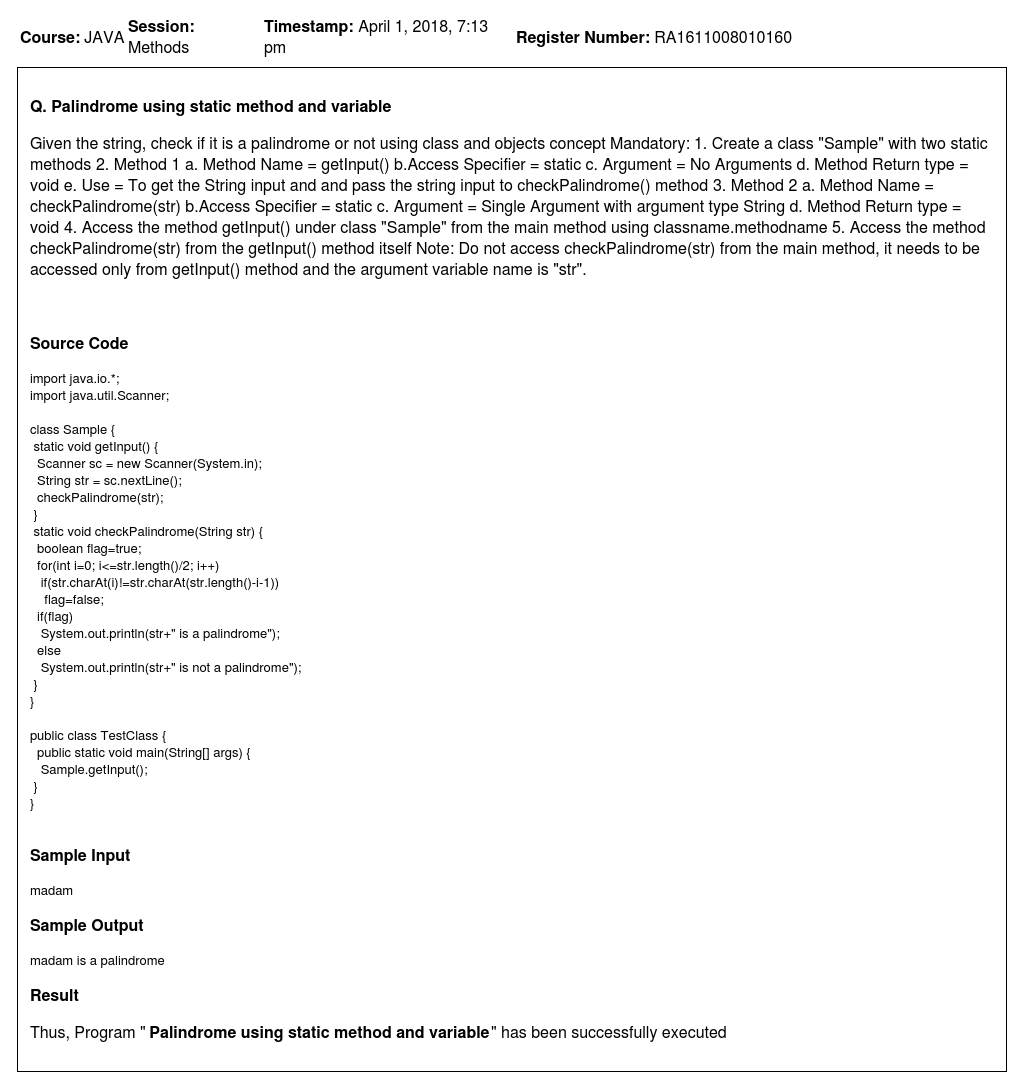 Course: JAVA Session: Methods Timestamp: April 1, 2018, 7:13 pm Register Number: RA1611008010160
Q. Palindrome using static method and variable
Given the string, check if it is a palindrome or not using class and objects concept Mandatory: 1. Create a class "Sample" with two static
methods 2. Method 1 a. Method Name = getInput() b.Access Specifier = static c. Argument = No Arguments d. Method Return type =
void e. Use = To get the String input and and pass the string input to checkPalindrome() method 3. Method 2 a. Method Name =
checkPalindrome(str) b.Access Specifier = static c. Argument = Single Argument with argument type String d. Method Return type =
void 4. Access the method getInput() under class "Sample" from the main method using classname.methodname 5. Access the method
checkPalindrome(str) from the getInput() method itself Note: Do not access checkPalindrome(str) from the main method, it needs to be
accessed only from getInput() method and the argument variable name is "str".
Source Code
import java.io.*;
import java.util.Scanner;
class Sample {
static void getInput() {
Scanner sc = new Scanner(System.in);
String str = sc.nextLine();
checkPalindrome(str);
}
static void checkPalindrome(String str) {
boolean flag=true;
for(int i=0; i<=str.length()/2; i++)
if(str.charAt(i)!=str.charAt(str.length()-i-1))
flag=false;
if(flag)
System.out.println(str+" is a palindrome");
else
System.out.println(str+" is not a palindrome");
}
}
public class TestClass {
public static void main(String[] args) {
Sample.getInput();
}
}
Sample Input
madam
Sample Output
madam is a palindrome
Result
Thus, Program " Palindrome using static method and variable" has been successfully executed